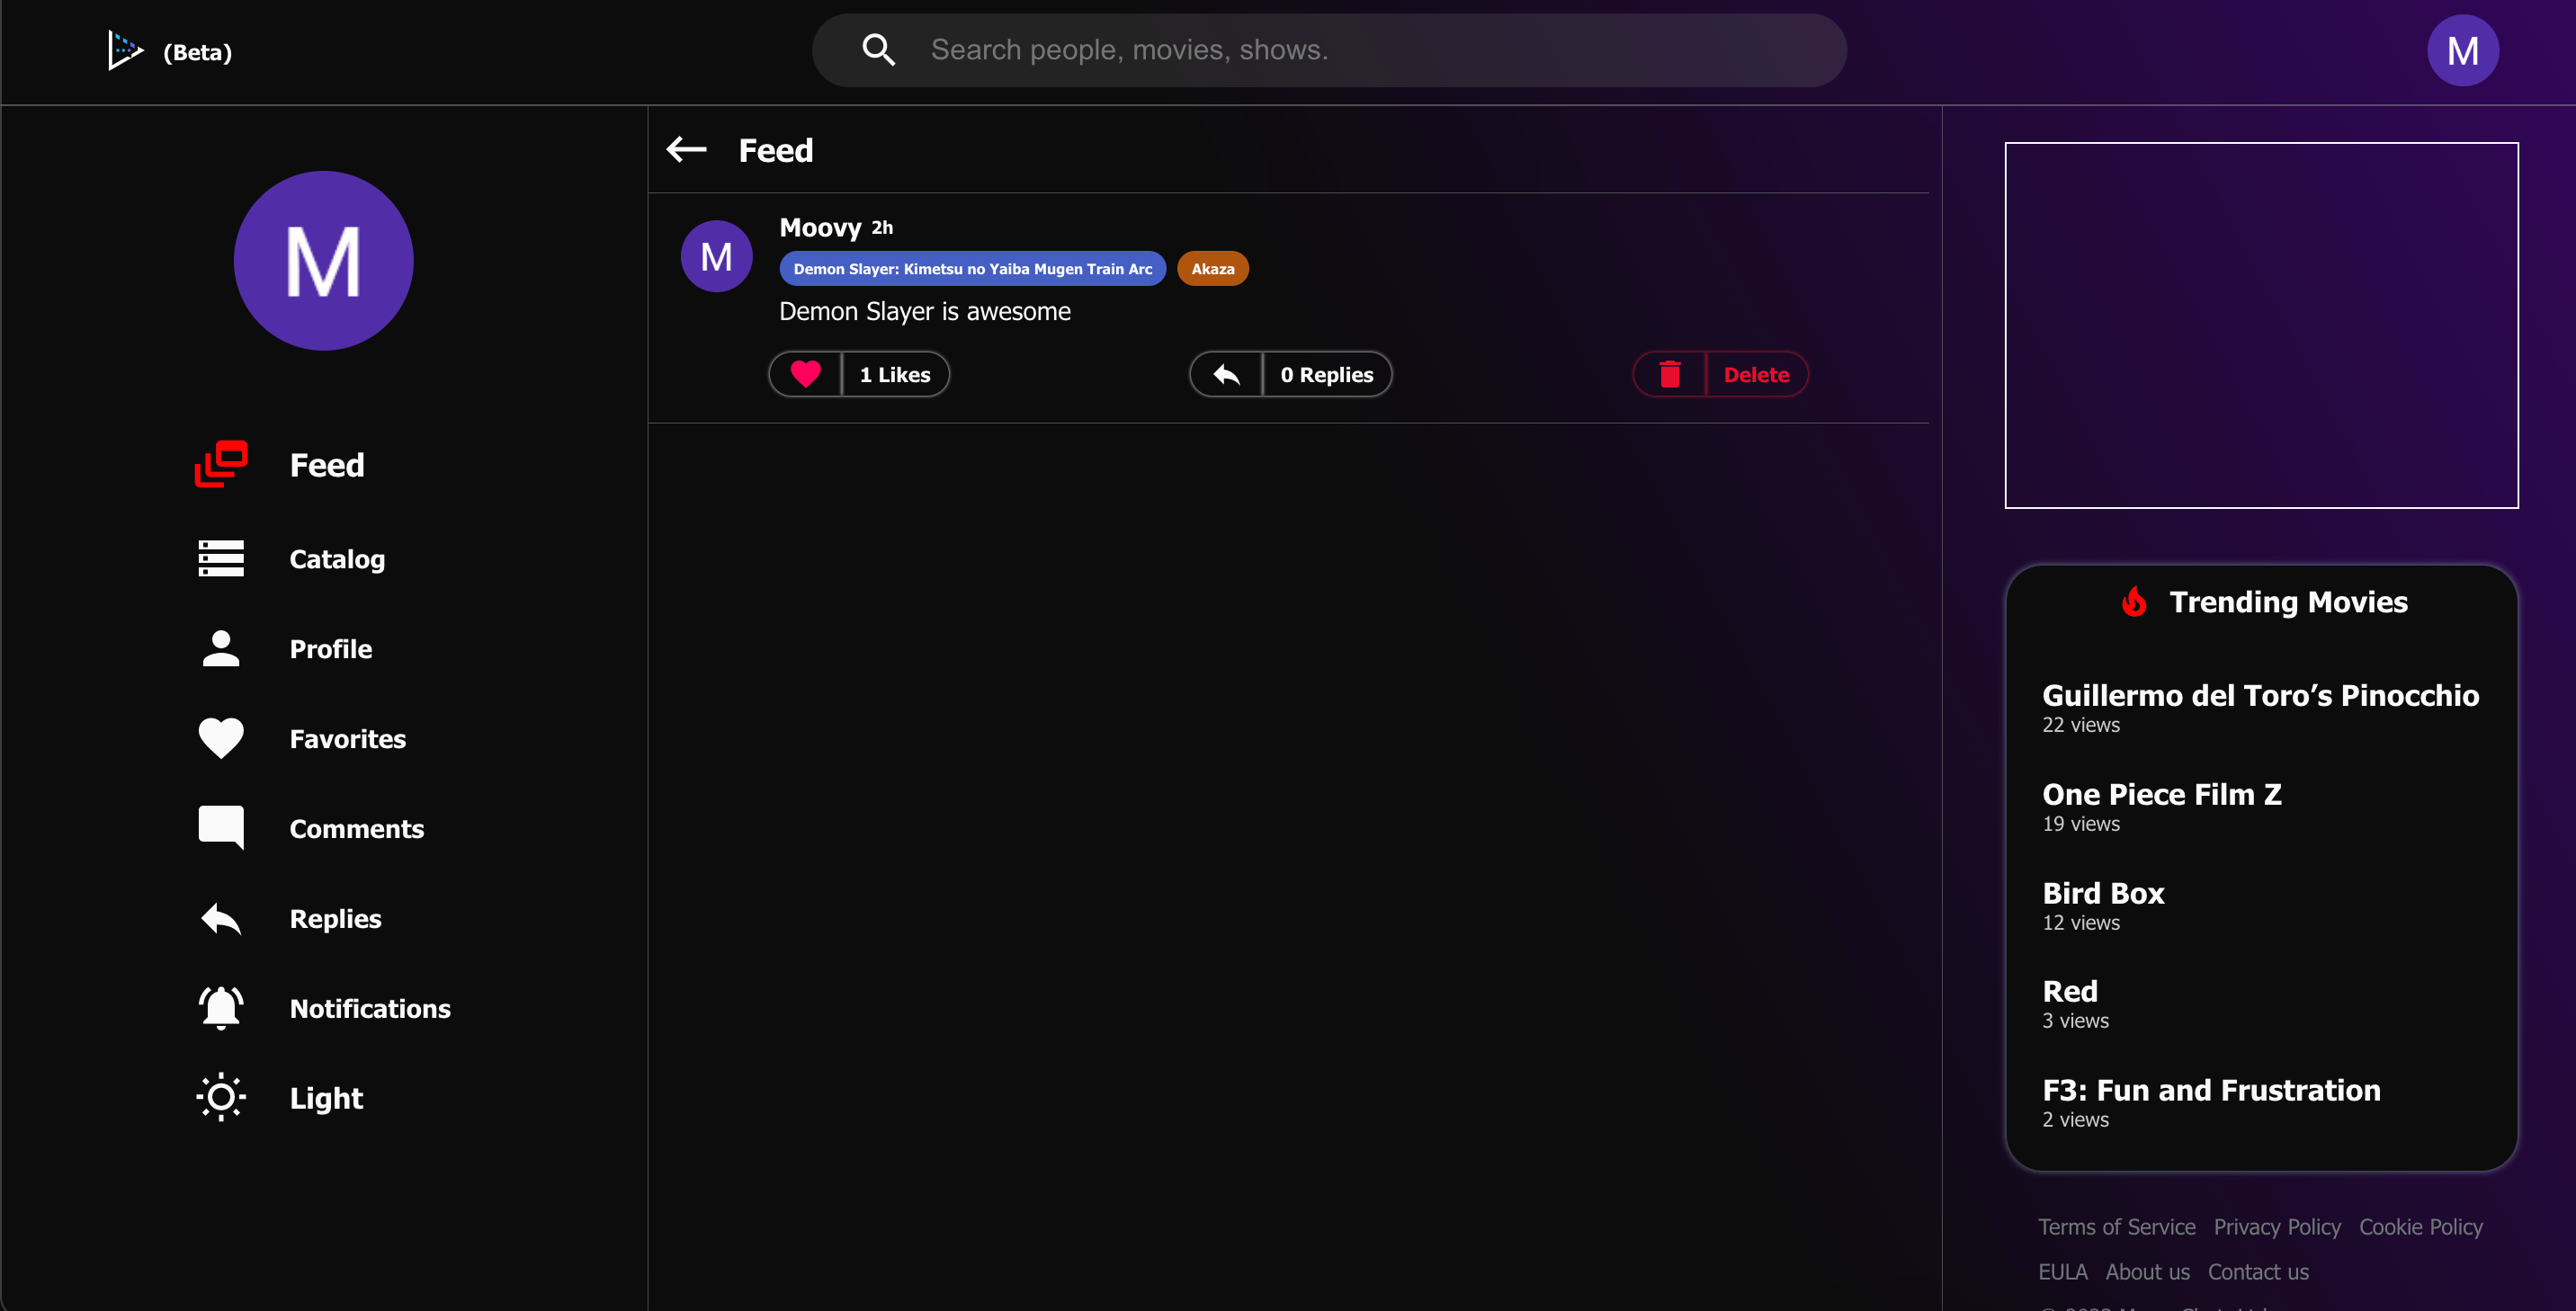 (Beta)
Search people, movies, shows.
M
M
Feed
Catalog
Profile
Favorites
Comments
Replies
Notifications
Light
Feed
M
Moovy 2h
Demon Slayer: Kimetsu no Yaiba Mugen Train Arc Akaza
Demon Slayer is awesome
1 Likes 0 Replies Delete
Trending Movies
Guillermo del Toro’s Pinocchio
22 views
One Piece Film Z
19 views
Bird Box
12 views
Red
3 views
F3: Fun and Frustration
2 views
Terms of Service Privacy Policy Cookie Policy
EULA About us Contact us